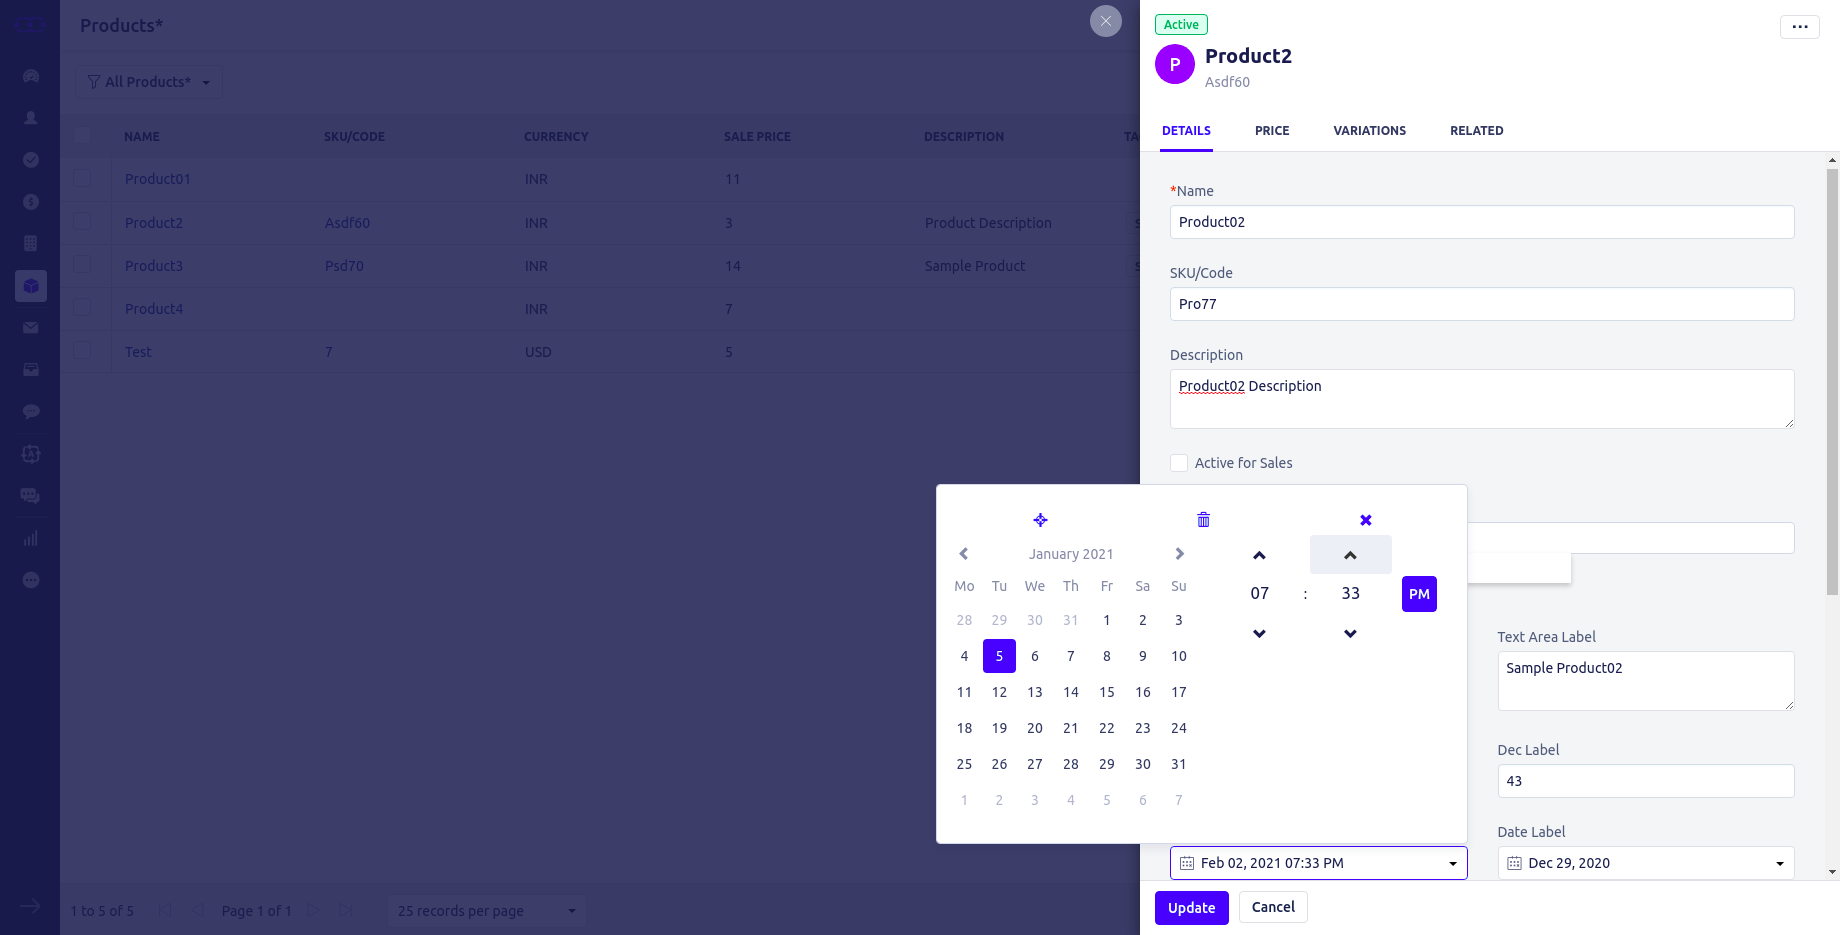 Products*
All Products*
NAME SKU/CODE CURRENCY SALE PRICE DESCRIPTION
Product01 INR 11
Product2 Asdf60 INR 3 Product Description
Product3 Psd70 INR 14 Sample Product
Product4 INR 7
Test 7 USD 5
1 to 5 of 5 Page 1 of 1 25 records per page
Active
P
Product2
Asdf60
DETAILS PRICE VARIATIONS RELATED
*Name
Product02
SKU/Code
Pro77
Description
Product02 Description
Active for Sales
January 2021
Mo Tu We Th Fr Sa Su
28 29 30 31 1 2 3
4 5 6 7 8 9 10
11 12 13 14 15 16 17
18 19 20 21 22 23 24
25 26 27 28 29 30 31
1 2 3 4 5 6 7
07 : 33 PM
Text Area Label
Sample Product02
Dec Label
43
Date Label
Feb 02, 2021 07:33 PM
Dec 29, 2020
Update Cancel